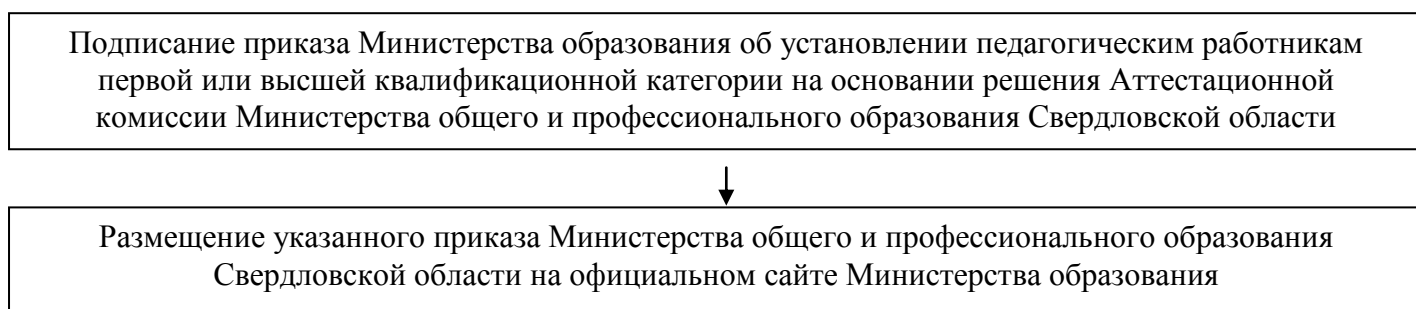 Подписание приказа Министерства образования об установлении педагогическим работникам
первой или высшей квалификационной категории на основании решения Аттестационной
комиссии Министерства общего и профессионального образования Свердловской области
Размещение указанного приказа Министерства общего и профессионального образования
Свердловской области на официальном сайте Министерства образования